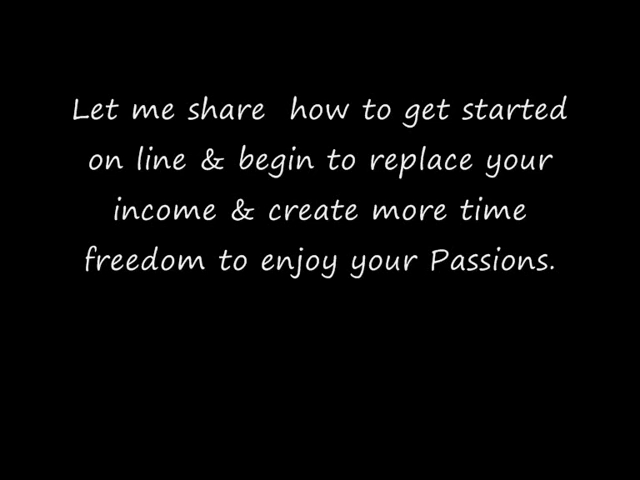 Let me share  how to get started
on line & begin to replace your
income & create more time
freedom to enjoy your Passions.